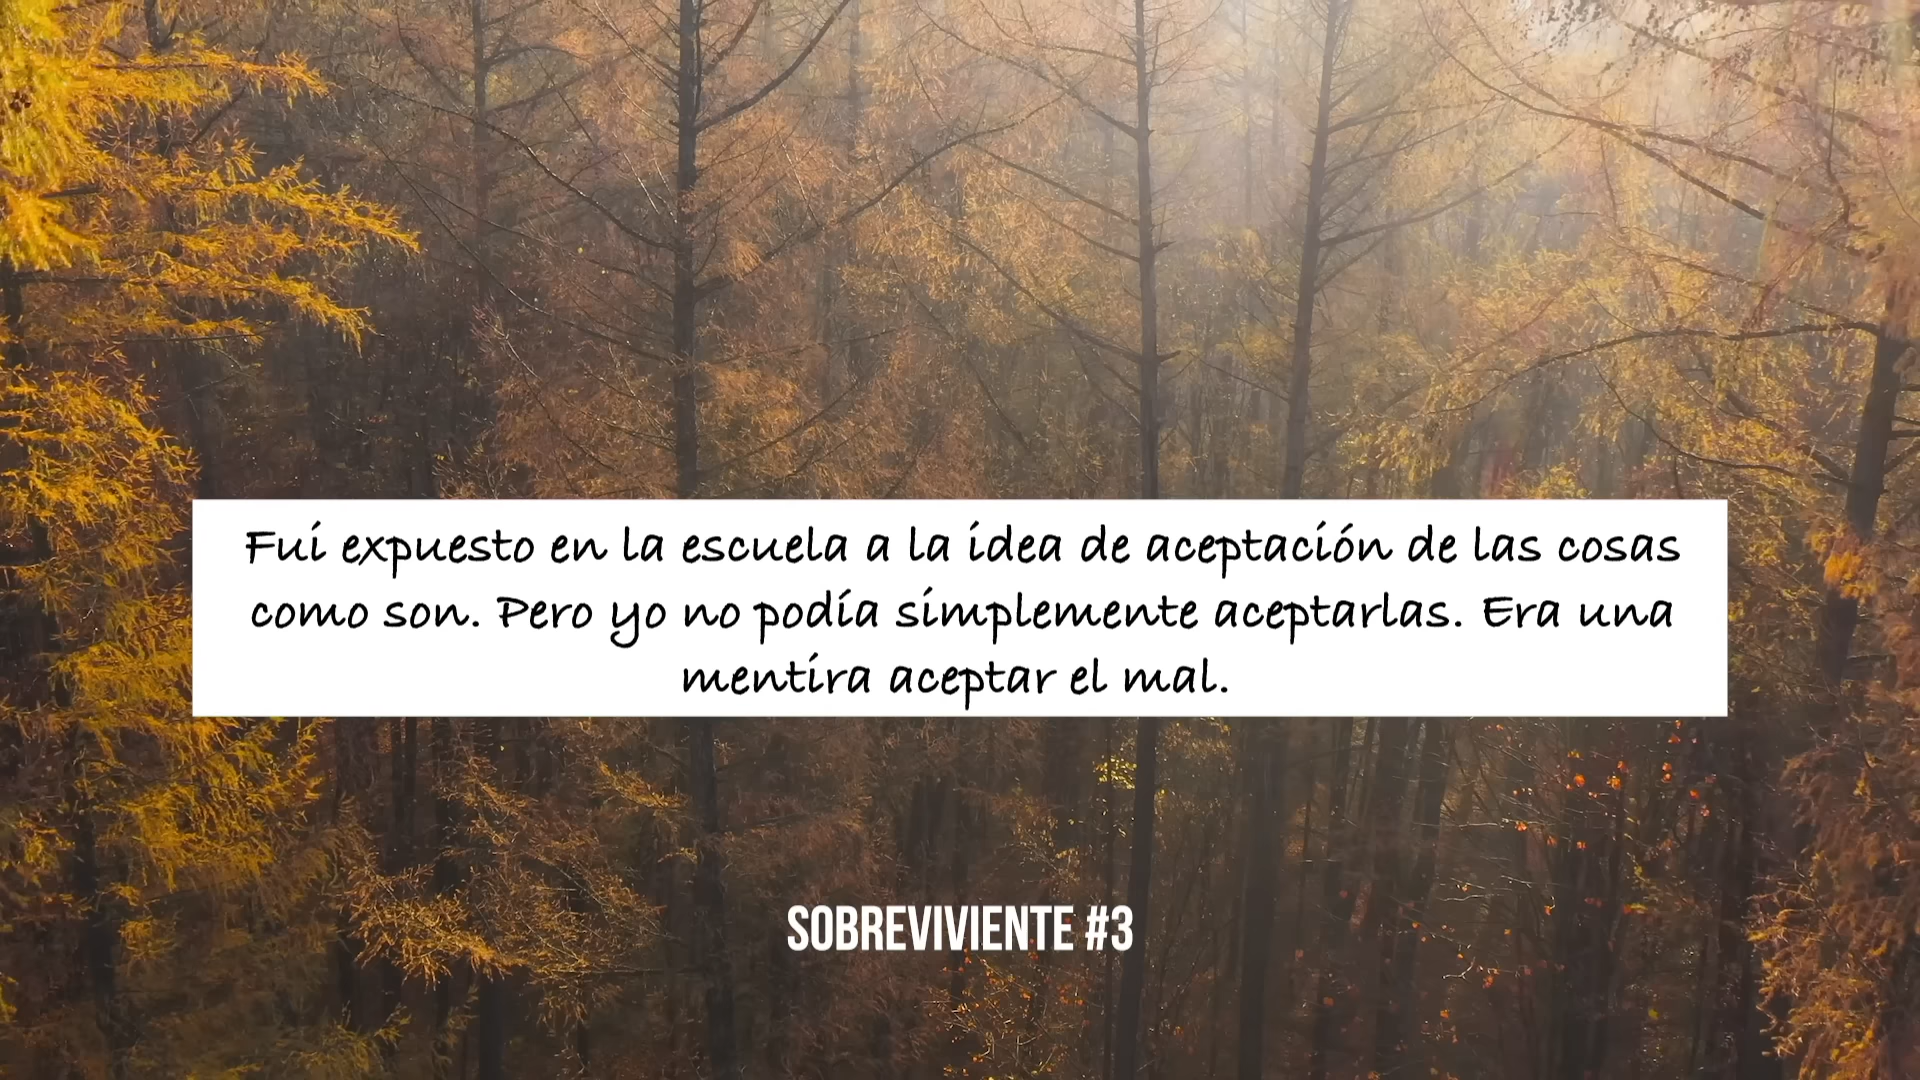 Fui expuesto en la escuela a la idea de aceptación de las cosas
como son. Pero yo no podía simplemente aceptarlas. Era una
mentira aceptar el mal.
SOBREVIVIENTE #3